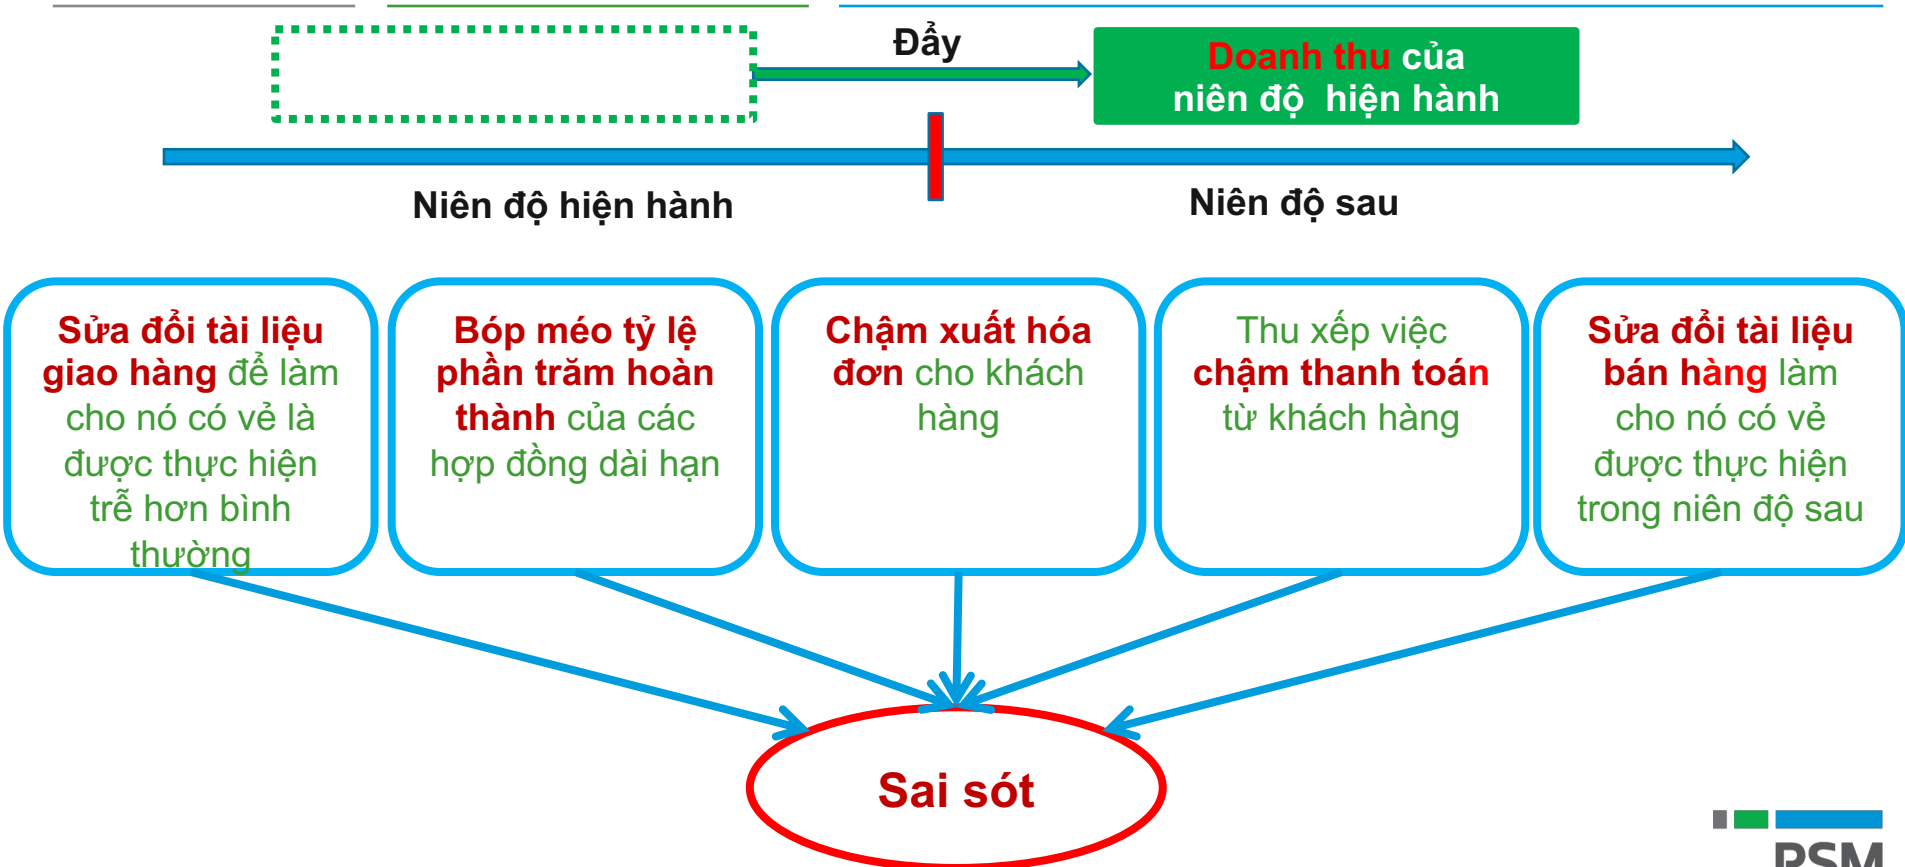 Đẩy
Doanh thu của
niên độ hiện hành
Niên độ hiện hành
Niên độ sau
Sửa đổi tài liệu
giao hàng để làm
cho nó có vẻ là
được thực hiện
trễ hơn bình
thường
Bóp méo tỷ lệ
phần trăm hoàn
thành của các
hợp đồng dài hạn
Chậm xuất hóa
đơn cho khách
hàng
Thu xếp việc
chậm thanh toán
từ khách hàng
Sửa đổi tài liệu
bán hàng làm
cho nó có vẻ
được thực hiện
trong niên độ sau
Sai sót
RSM